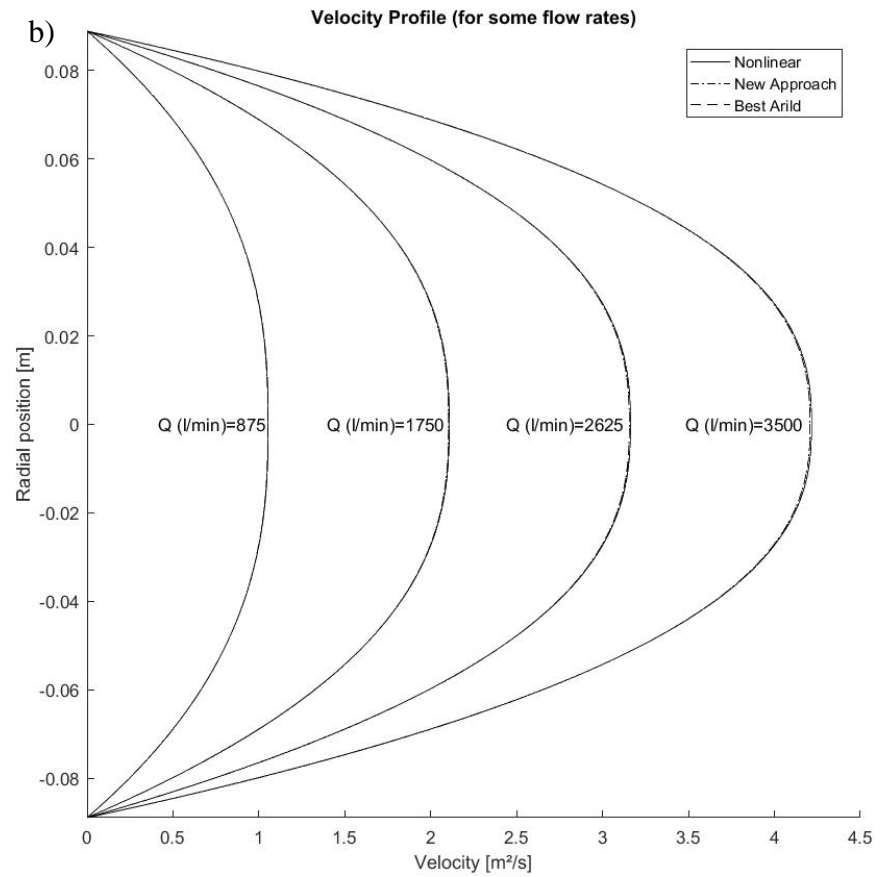 b)
Velocity Profile (for some flow rates)
Nonlinear
New Approach
Best Arild
0.08
0.06
0.04
0.02
0
-0.02
-0.04
-0.06
-0.08
Radial position [m]
Q (l/min)=875
Q (l/min)=1750
Q (l/min)=2625
Q (l/min)=3500
0
0.5
1
1.5
2
2.5
3
3.5
4
4.5
Velocity [m²/s]